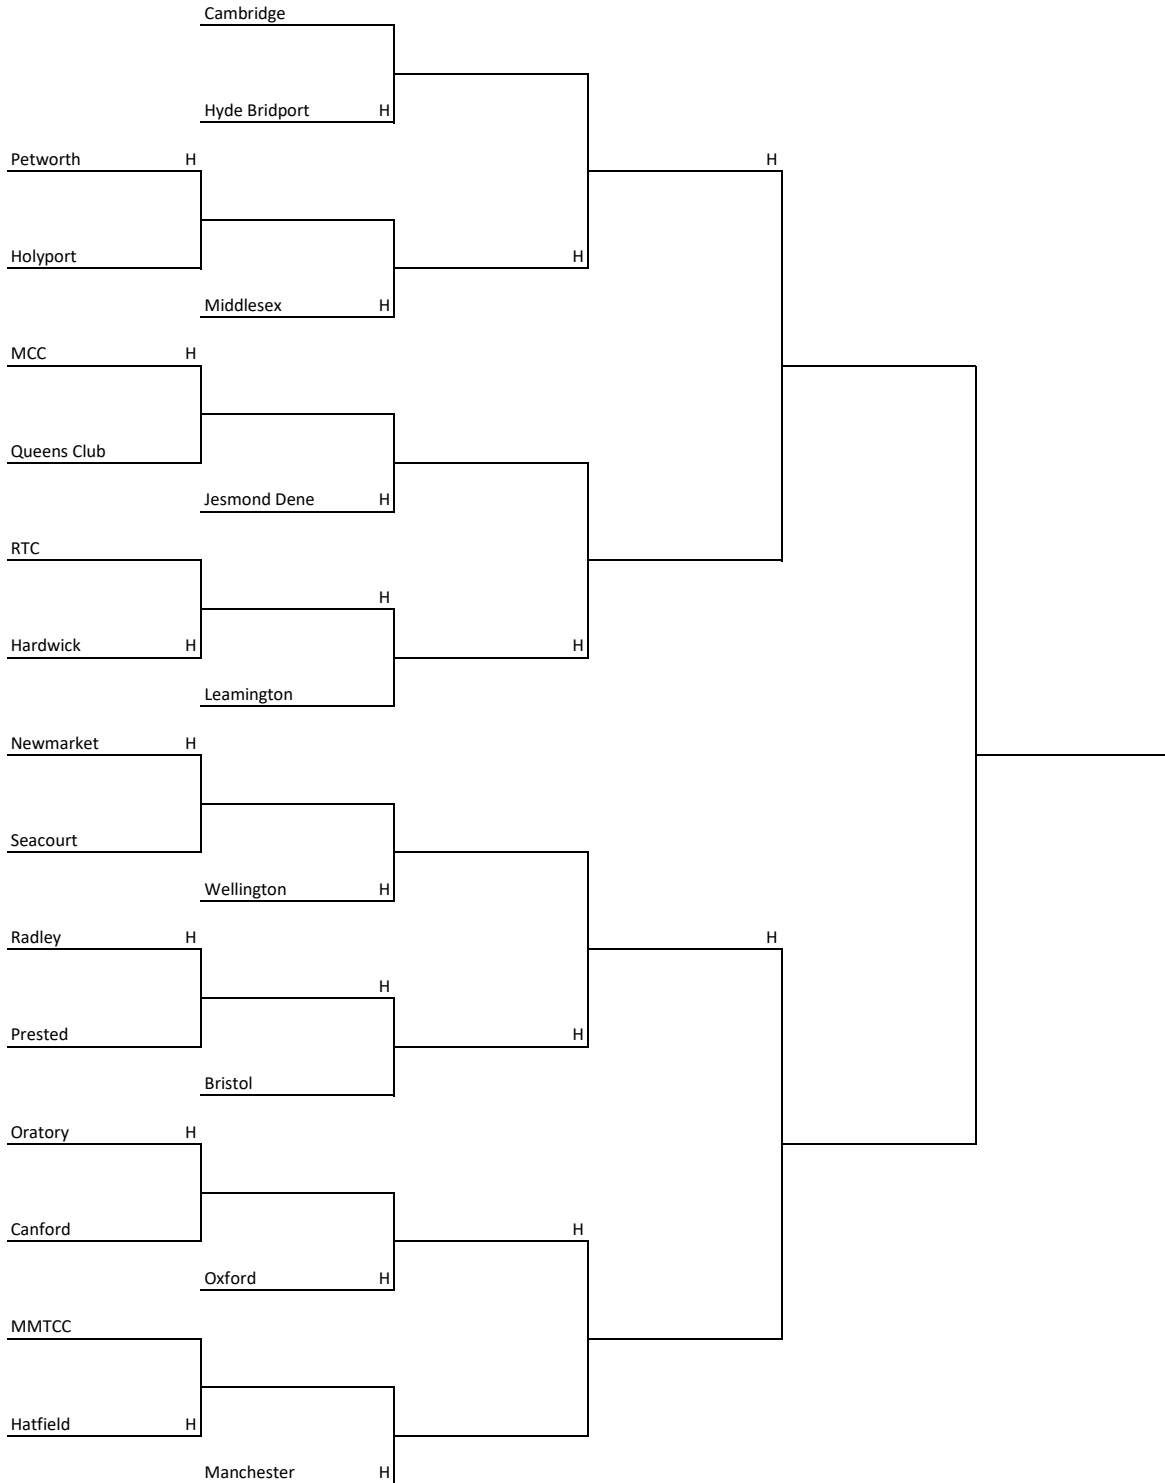 Cambridge
Hyde Bridport H
Petworth H
H
Holyport
H
Middlesex H
MCC H
Queens Club
Jesmond Dene H
RTC
H
Hardwick H
H
Leamington
Newmarket H
Seacourt
Wellington H
Radley H
H
H
Prested
H
Bristol
Oratory H
Canford
H
Oxford H
MMTCC
Hatfield H
Manchester H